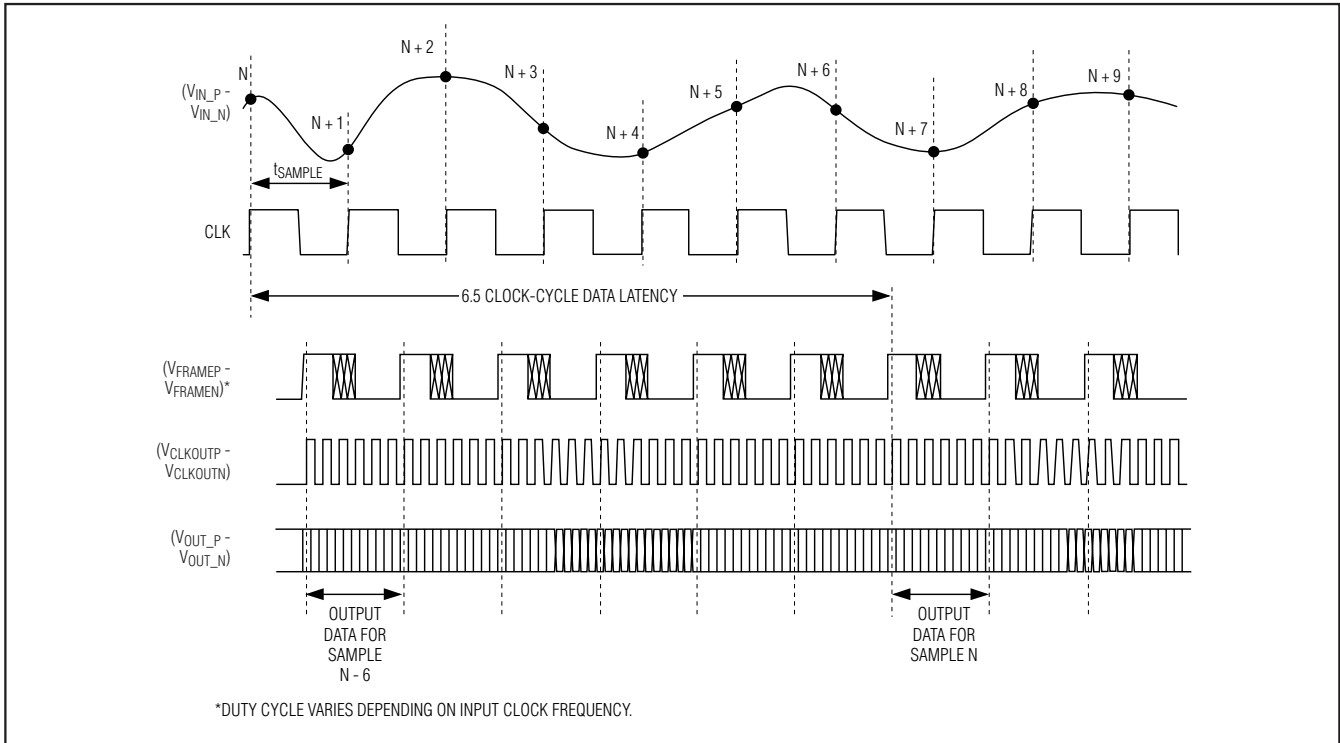 N
N + 1
N + 2
N + 3
N + 4
N + 5
N + 6
N + 7
N + 8
N + 9
(VIN_P -
VIN_N)
tSAMPLE
CLK
6.5 CLOCK-CYCLE DATA LATENCY
(VFRAMEP -
VFRAMEN)*
(VCLKOUTP -
VCLKOUTN)
(VOUT_P -
VOUT_N)
OUTPUT
DATA FOR
SAMPLE
N - 6
OUTPUT
DATA FOR
SAMPLE N
*DUTY CYCLE VARIES DEPENDING ON INPUT CLOCK FREQUENCY.